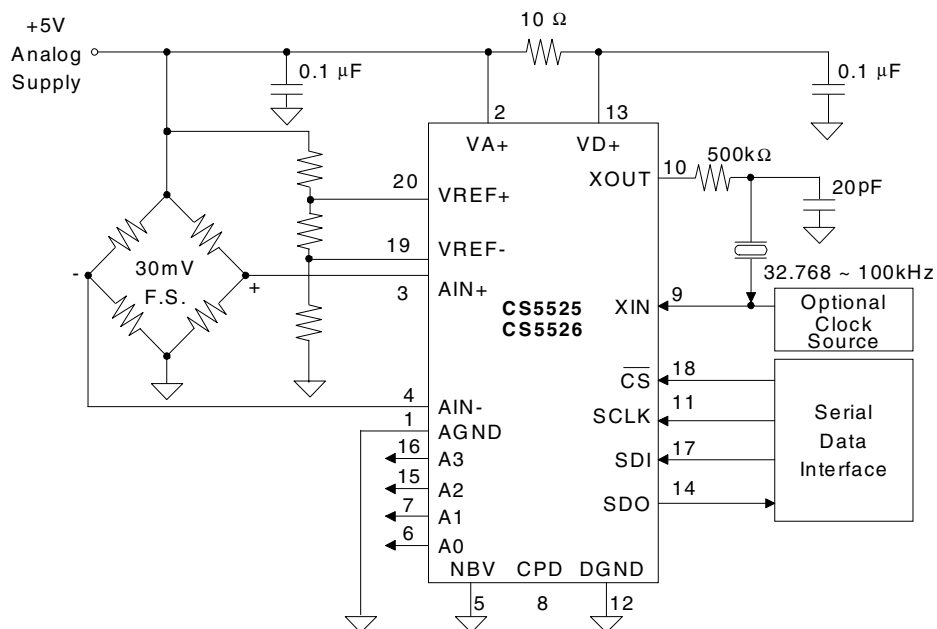 +5V
Analog
Supply
10 Ω
0.1 µF
0.1 µF
2
13
VA+
VD+
20
VREF+
19
VREF-
3
AIN+
30mV
F.S.
-
+
CS5525
CS5526
XOUT
10
500kΩ
20pF
32.768 ~ 100kHz
XIN
9
Optional
Clock
Source
CS
18
SCLK
11
SDI
17
SDO
14
Serial
Data
Interface
4
AIN-
1
AGND
16
A3
15
A2
7
A1
6
A0
NBV
CPD
DGND
5
8
12